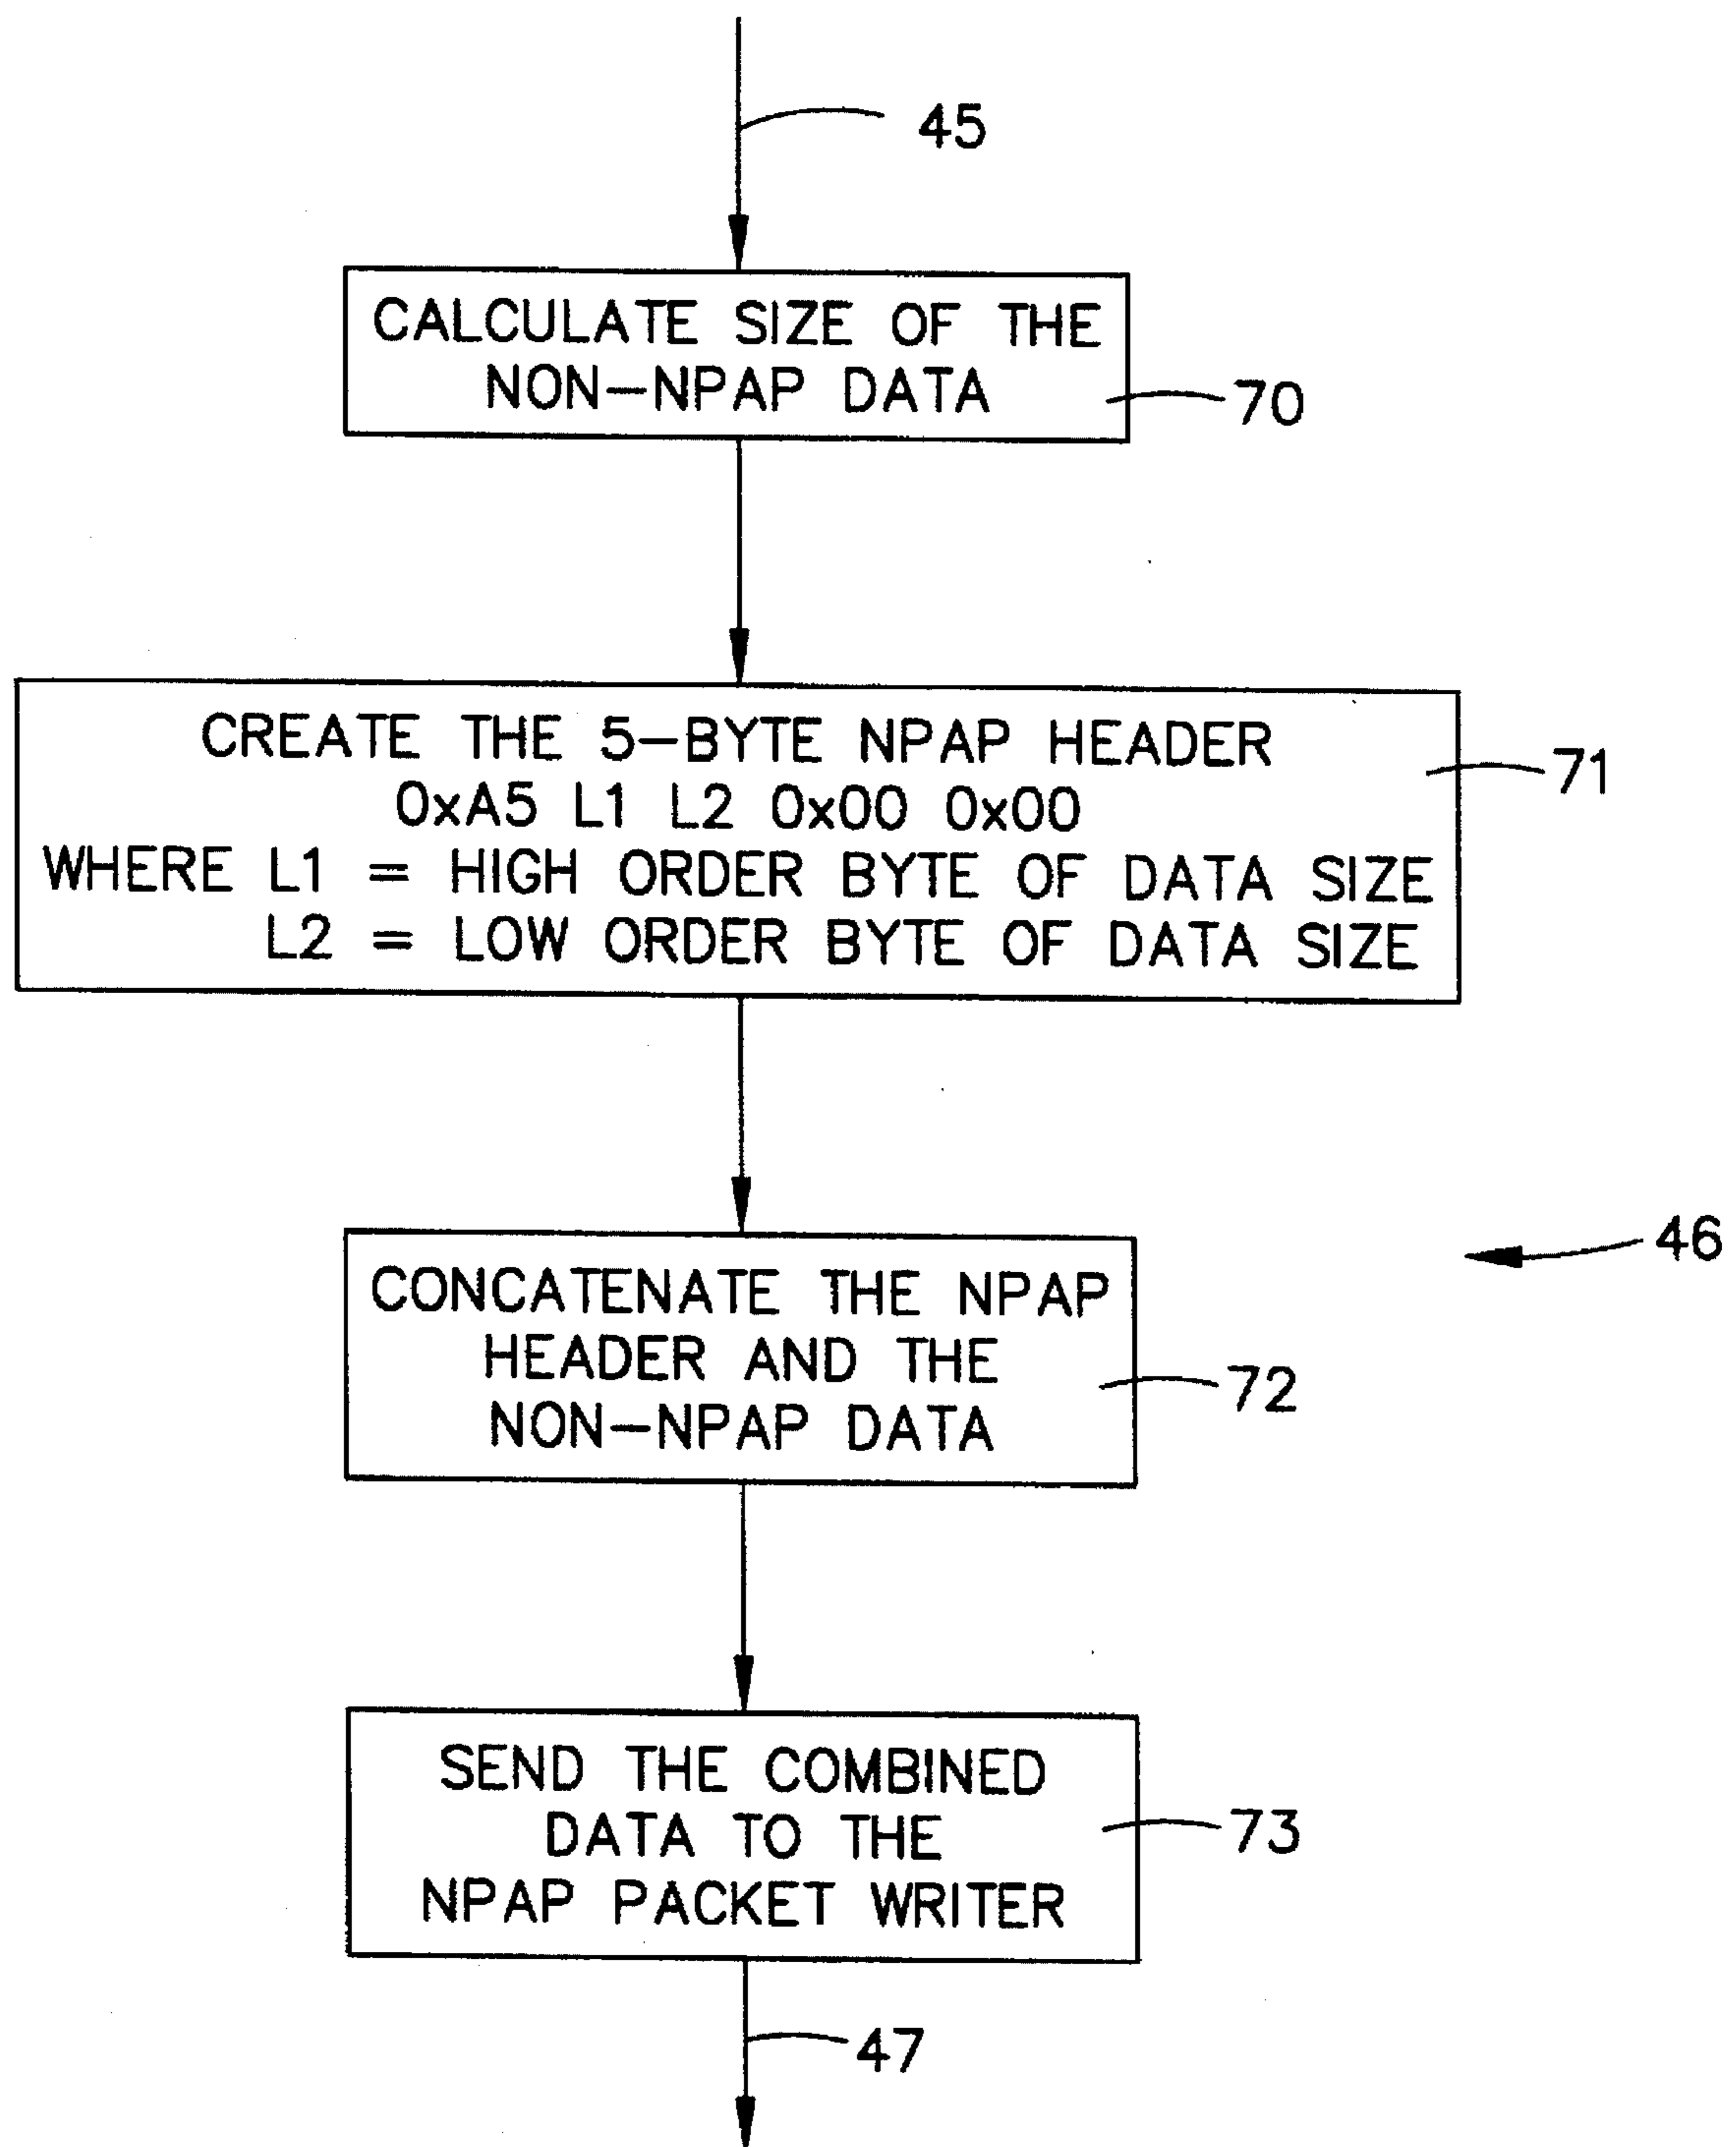 45
CALCULATE SIZE OF THE
NON-NPAP DATA
70
CREATE THE 5-BYTE NPAP HEADER
0xA5 L1 L2 0x00 0x00
WHERE L1 = HIGH ORDER BYTE OF DATA SIZE
L2 = LOW ORDER BYTE OF DATA SIZE
71
46
CONCATENATE THE NPAP
HEADER AND THE
NON-NPAP DATA
72
SEND THE COMBINED
DATA TO THE
NPAP PACKET WRITER
73
47